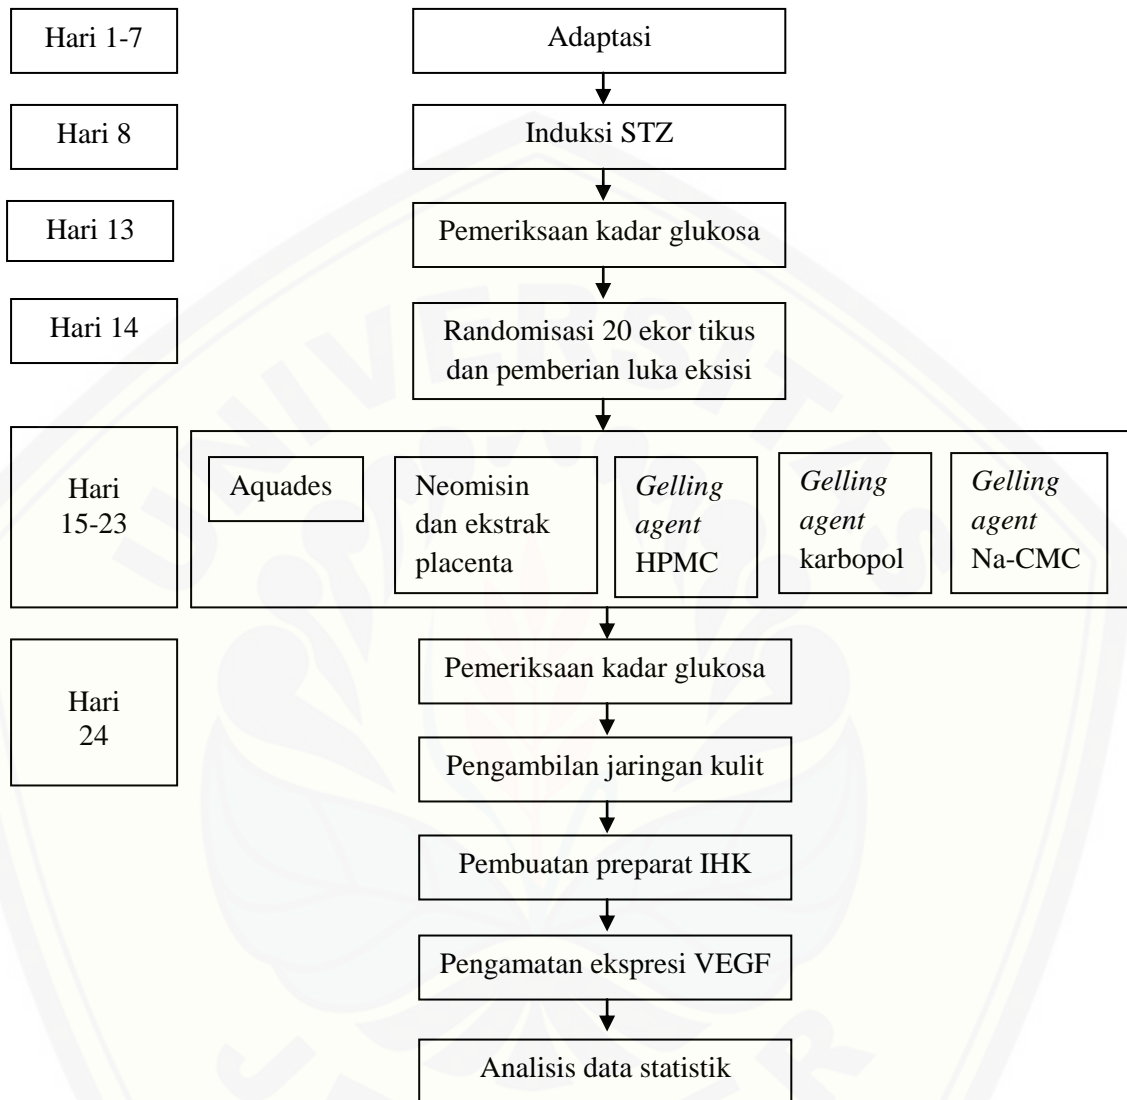 Hari 1-7
Adaptasi
Hari 8
Induksi STZ
Hari 13
Pemeriksaan kadar glukosa
Hari 14
Randomisasi 20 ekor tikus
dan pemberian luka eksisi
Hari
15-23
Aquades
Neomisin
dan ekstrak
placenta
Gelling
agent
HPMC
Gelling
agent
karbopol
Gelling
agent
Na-CMC
Hari
24
Pemeriksaan kadar glukosa
Pengambilan jaringan kulit
Pembuatan preparat IHK
Pengamatan ekspresi VEGF
Analisis data statistik
UNIVERSITAS
JEMBER